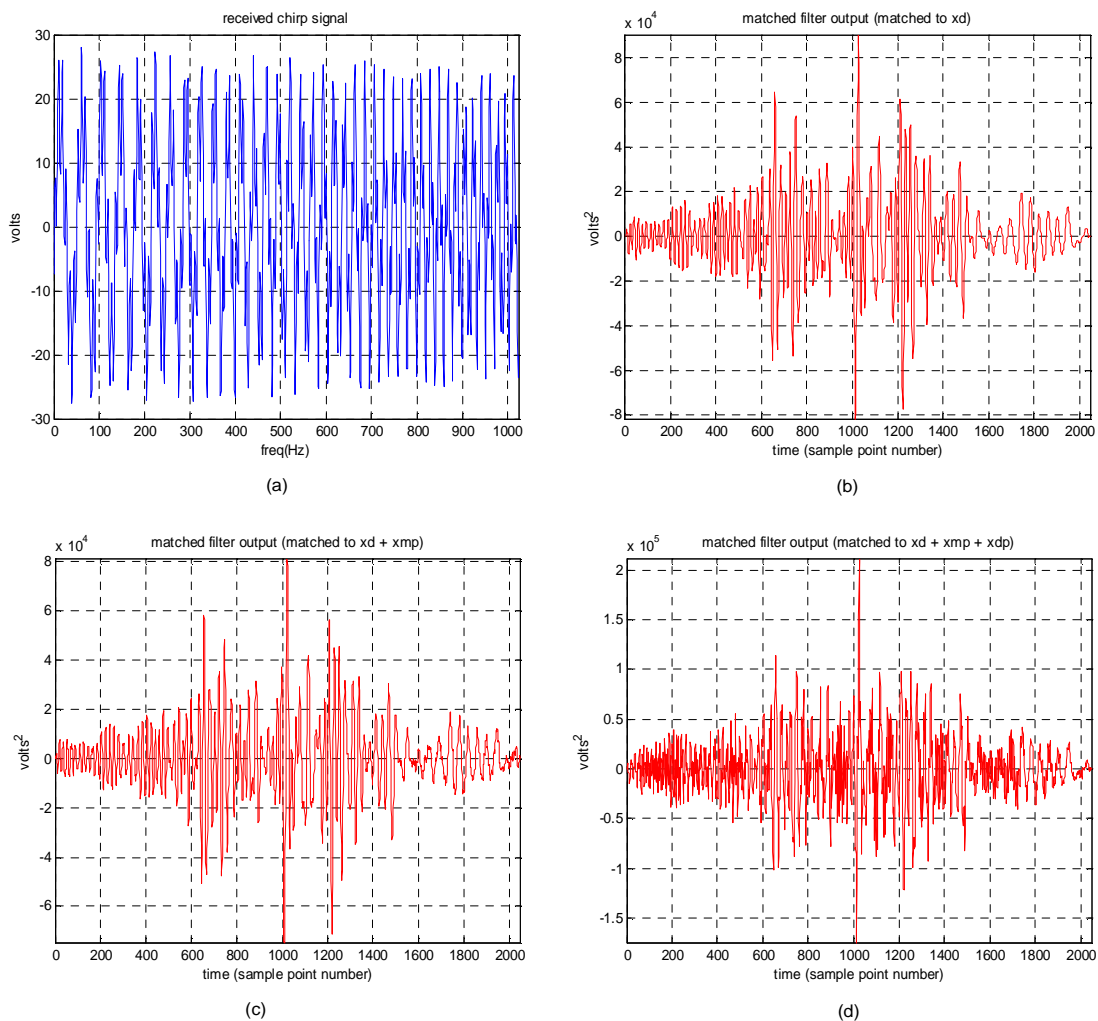 received chirp signal
30
20
10
0
-10
-20
-30
volts
0 100 200 300 400 500 600 700 800 900 1000
freq(Hz)
(a)
matched filter output (matched to xd)
x 10^4
8
6
4
2
0
-2
-4
-6
-8
volts^2
0 200 400 600 800 1000 1200 1400 1600 1800 2000
time (sample point number)
(b)
matched filter output (matched to xd + xmp)
x 10^4
8
6
4
2
0
-2
-4
-6
volts^2
0 200 400 600 800 1000 1200 1400 1600 1800 2000
time (sample point number)
(c)
matched filter output (matched to xd + xmp + xdp)
x 10^5
2
1.5
1
0.5
0
-0.5
-1
-1.5
volts^2
0 200 400 600 800 1000 1200 1400 1600 1800 2000
time (sample point number)
(d)